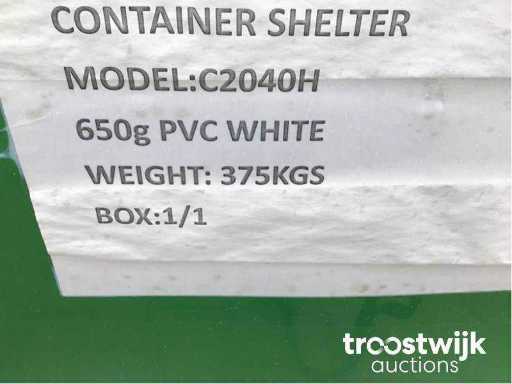 CONTAINER SHELTER
MODEL:C2040H
650g PVC WHITE
WEIGHT: 375KGS
BOX:1/1
troostwijk
auctions